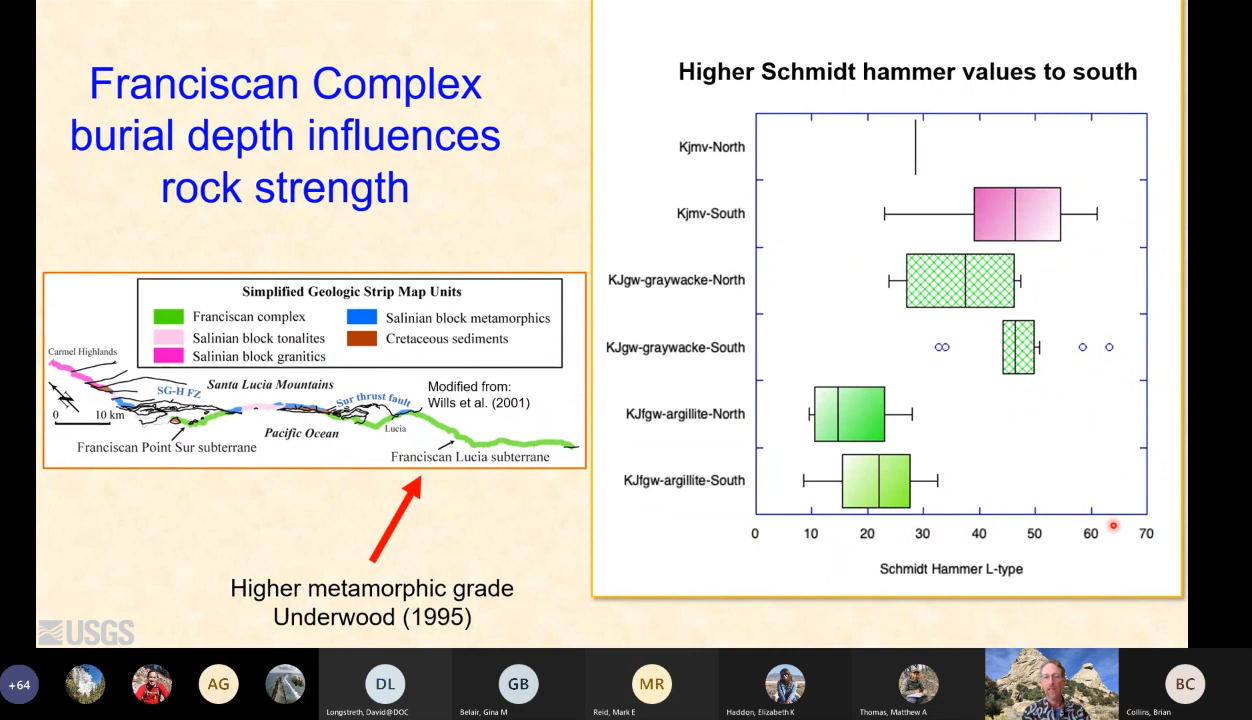 Franciscan Complex
burial depth influences
rock strength
Simplified Geologic Strip Map Units
Franciscan complex
Salinian block tonalites
Salinian block granitics
Salinian block metamorphics
Cretaceous sediments
Carmel Highlands
SG-H FZ
Santa Lucia Mountains
Sur thrust fault
Modified from:
Wills et al. (2001)
N
0 10 km
Pacific Ocean
Lucia
Franciscan Point Sur subterrane
Franciscan Lucia subterrane
Higher metamorphic grade
Underwood (1995)
USGS
Higher Schmidt hammer values to south
Kjmv-North
Kjmv-South
KJgw-graywacke-North
KJgw-graywacke-South
KJfgw-argillite-North
KJfgw-argillite-South
0 10 20 30 40 50 60 70
Schmidt Hammer L-type
+64
AG
DL
Longstreth, David@DOC
GB
Belair, Gina M
MR
Reid, Mark E
Haddon, Elizabeth K
Thomas, Matthew A
BC
Collins, Brian